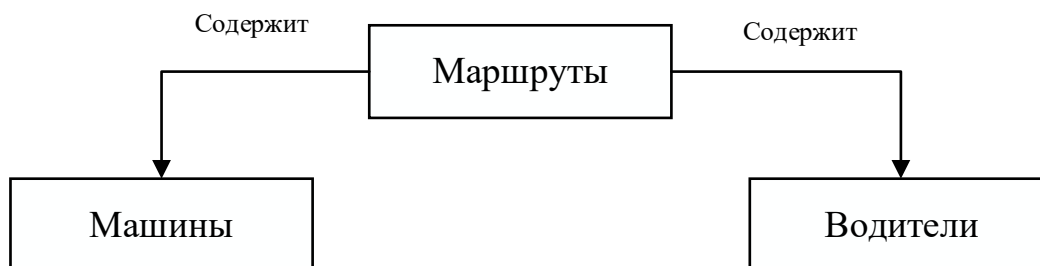 Содержит
Содержит
Маршруты
Машины
Водители